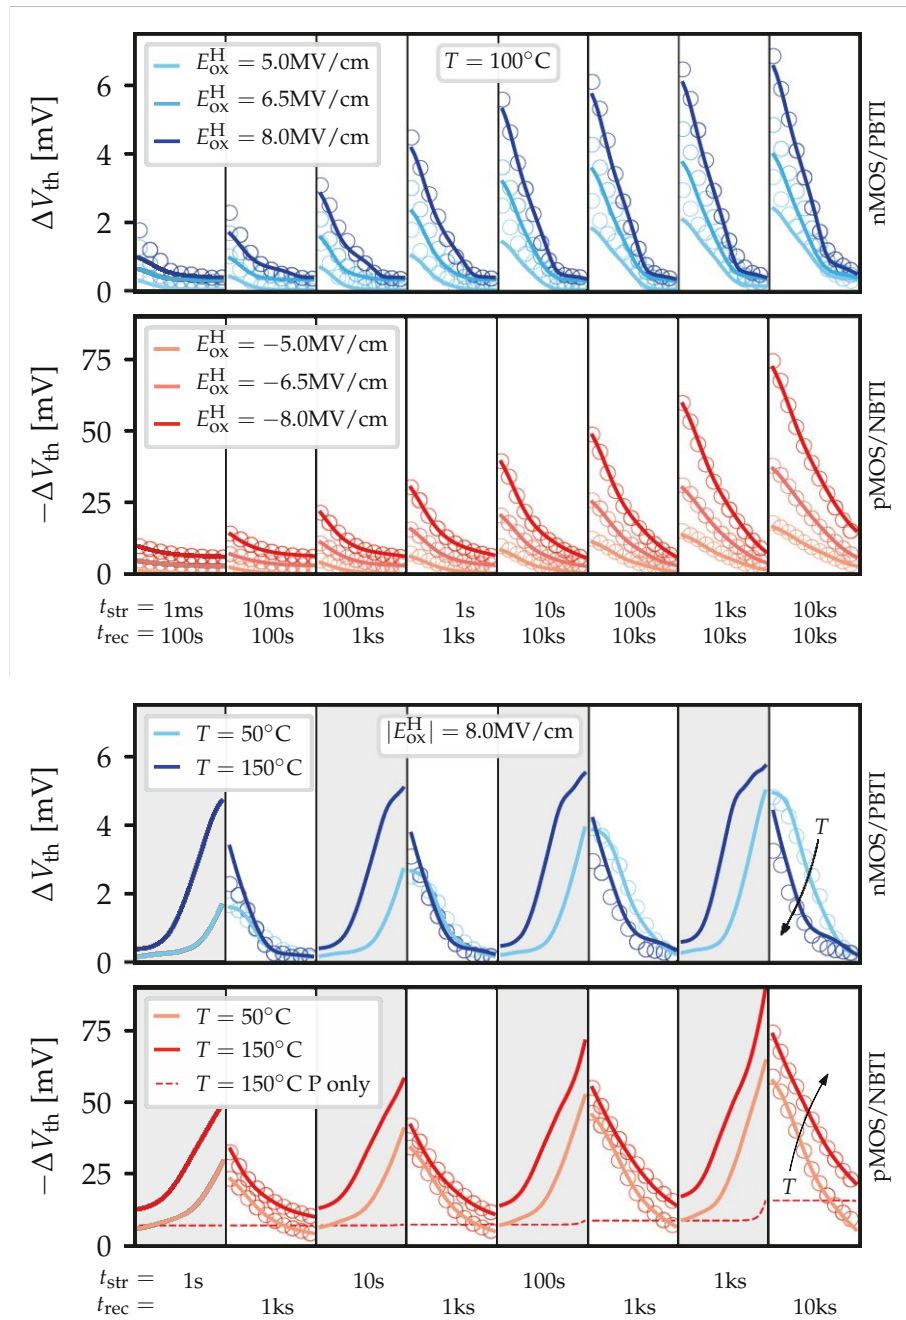 E_ox^H = 5.0MV/cm
E_ox^H = 6.5MV/cm
E_ox^H = 8.0MV/cm
T = 100°C
6
4
2
0
ΔV_th [mV]
nMOS/PBTI
E_ox^H = −5.0MV/cm
E_ox^H = −6.5MV/cm
E_ox^H = −8.0MV/cm
75
50
25
0
−ΔV_th [mV]
pMOS/NBTI
t_str = 1ms 10ms 100ms 1s 10s 100s 1ks 10ks
t_rec = 100s 100s 1ks 1ks 10ks 10ks 10ks 10ks
T = 50°C
T = 150°C
|E_ox^H| = 8.0MV/cm
6
4
2
0
ΔV_th [mV]
T
nMOS/PBTI
T = 50°C
T = 150°C
T = 150°C P only
75
50
25
0
−ΔV_th [mV]
T
pMOS/NBTI
t_str = 1s 10s 100s 1ks
t_rec = 1ks 1ks 1ks 10ks